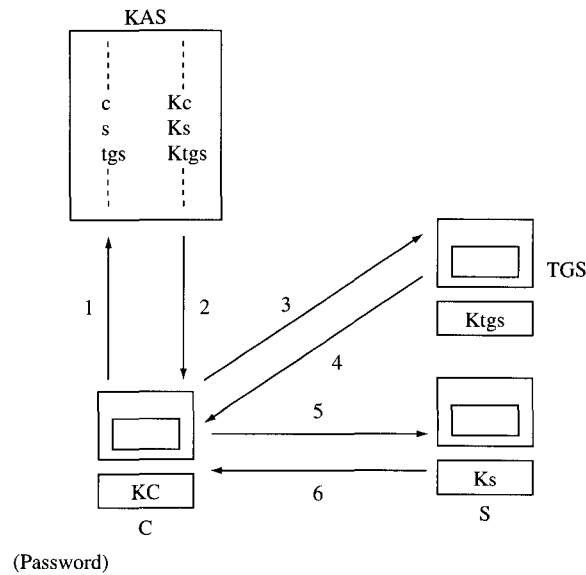 KAS
c Kc
s Ks
tgs Ktgs
1 2 3
TGS
Ktgs
4
5
KC
C
6
Ks
S
(Password)